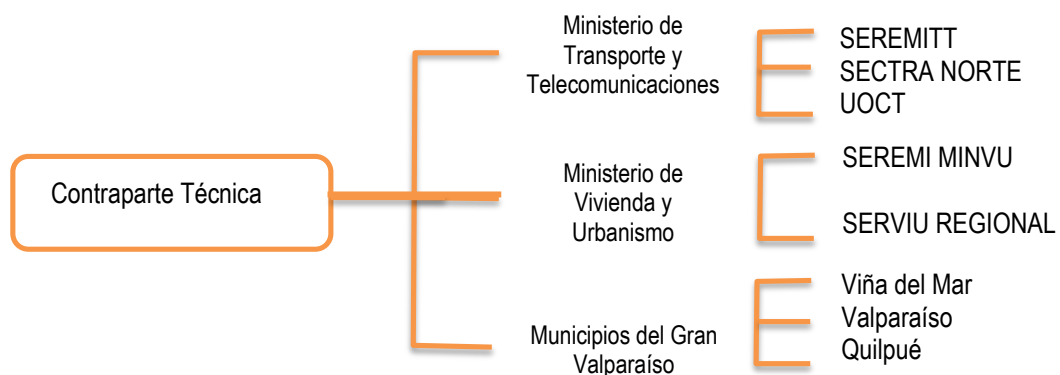 Contraparte Técnica
Ministerio de
Transporte y
Telecomunicaciones
SEREMITT
SECTRA NORTE
UOCT
Ministerio de
Vivienda y
Urbanismo
SEREMI MINVU
SERVIU REGIONAL
Municipios del Gran
Valparaíso
Viña del Mar
Valparaíso
Quilpué